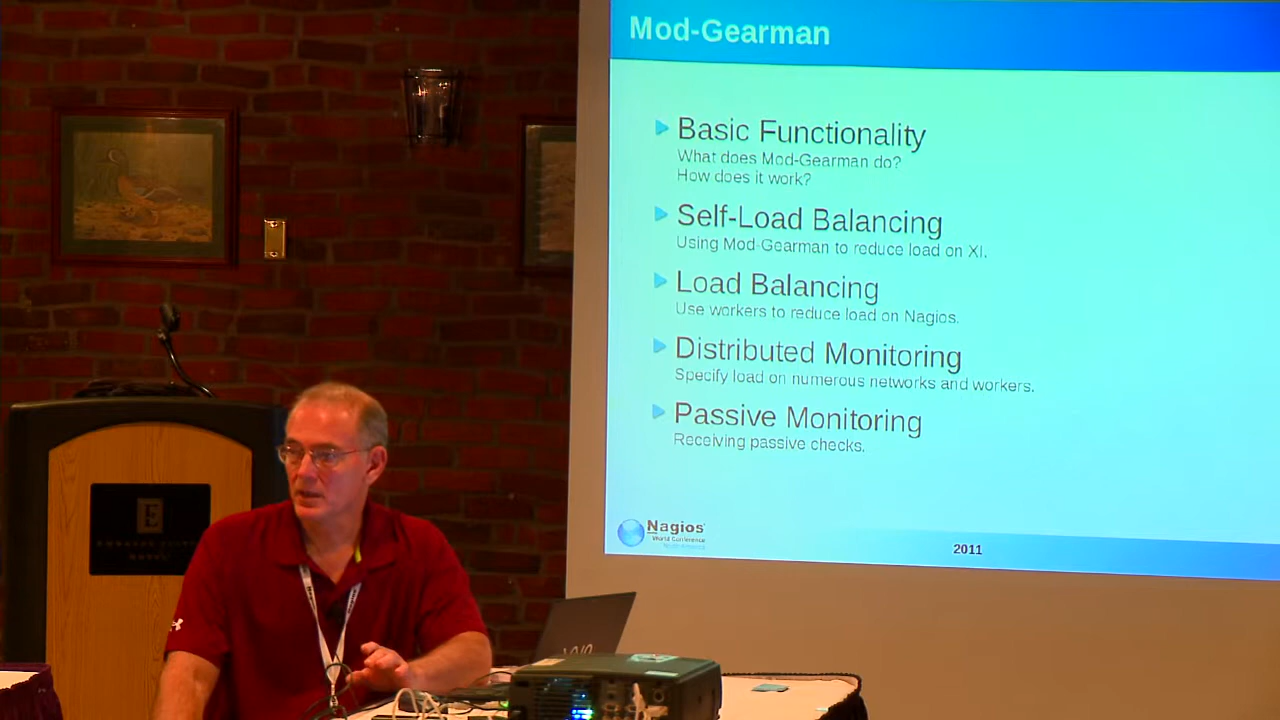 Mod-Gearman
Basic Functionality
What does Mod-Gearman do?
How does it work?
Self-Load Balancing
Using Mod-Gearman to reduce load on XI.
Load Balancing
Use workers to reduce load on Nagios.
Distributed Monitoring
Specify load on numerous networks and workers.
Passive Monitoring
Receiving passive checks.
Nagios
World Conference
North America
2011
E